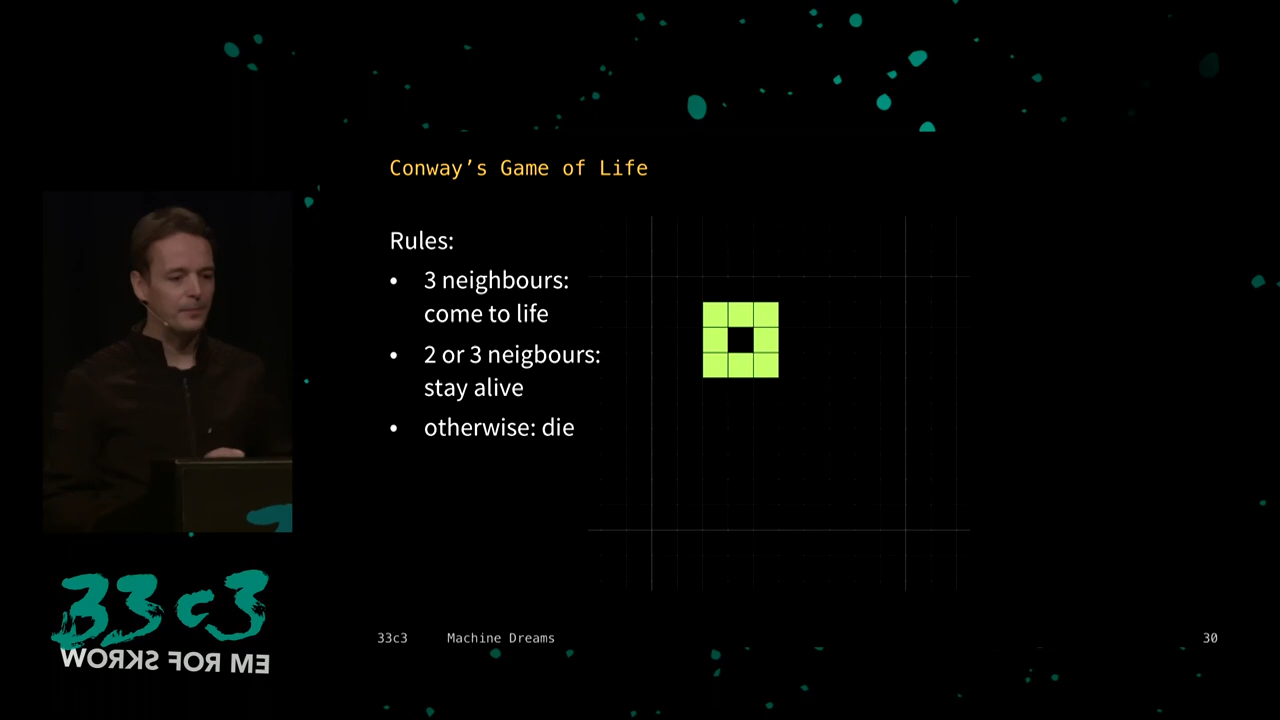 Conway’s Game of Life
Rules:
• 3 neighbours:
come to life
• 2 or 3 neigbours:
stay alive
• otherwise: die
33c3
WORKS FOR ME
33c3 Machine Dreams 30